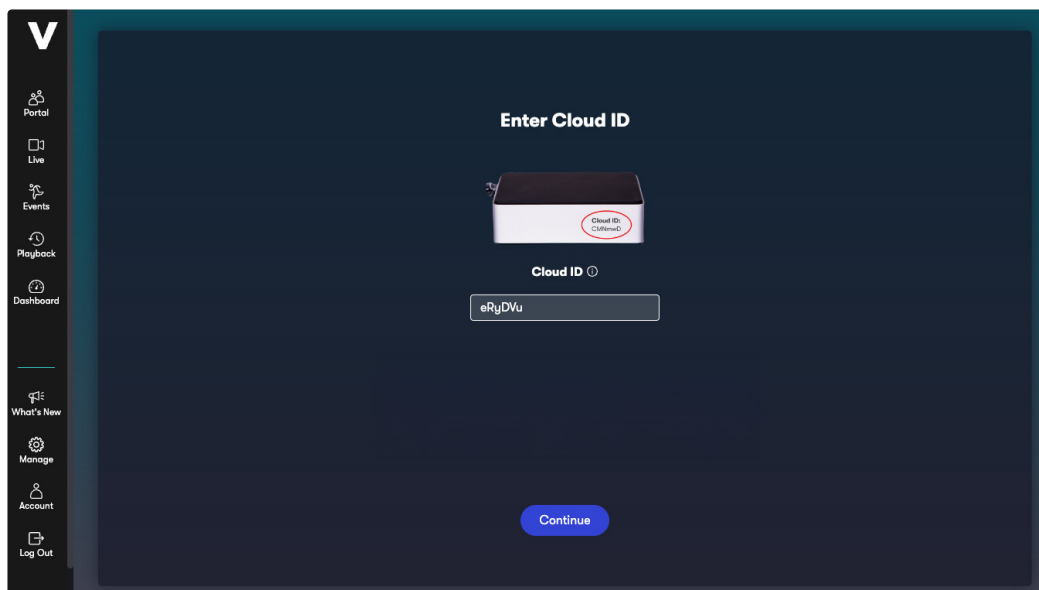 V
Portal
Live
Events
Playback
Dashboard
What's New
Manage
Account
Log Out
Enter Cloud ID
Cloud ID:
CMNmeD
Cloud ID
eRyDVu
Continue